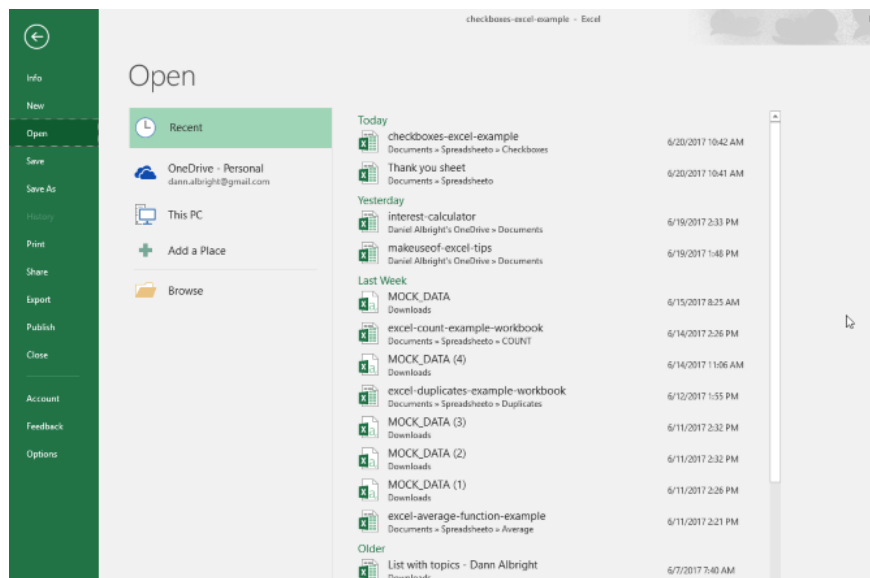 checkboxes-excel-example - Excel
Info
New
Open
Save
Save As
History
Print
Share
Export
Publish
Close
Account
Feedback
Options
Open
Recent
OneDrive - Personal
dann.albright@gmail.com
This PC
Add a Place
Browse
Today
checkboxes-excel-example 6/20/2017 10:42 AM
Documents » Spreadsheeto » Checkboxes
Thank you sheet 6/20/2017 10:41 AM
Documents » Spreadsheeto
Yesterday
interest-calculator 6/19/2017 2:33 PM
Daniel Albright's OneDrive » Documents
makeuseof-excel-tips 6/19/2017 1:48 PM
Daniel Albright's OneDrive » Documents
Last Week
MOCK_DATA 6/15/2017 8:25 AM
Downloads
excel-count-example-workbook 6/14/2017 2:26 PM
Documents » Spreadsheeto » COUNT
MOCK_DATA (4) 6/14/2017 11:06 AM
Downloads
excel-duplicates-example-workbook 6/12/2017 1:55 PM
Documents » Spreadsheeto » Duplicates
MOCK_DATA (3) 6/11/2017 2:32 PM
Downloads
MOCK_DATA (2) 6/11/2017 2:32 PM
Downloads
MOCK_DATA (1) 6/11/2017 2:26 PM
Downloads
excel-average-function-example 6/11/2017 2:21 PM
Documents » Spreadsheeto » Average
Older
List with topics - Dann Albright 6/7/2017 7:40 AM
Downloads